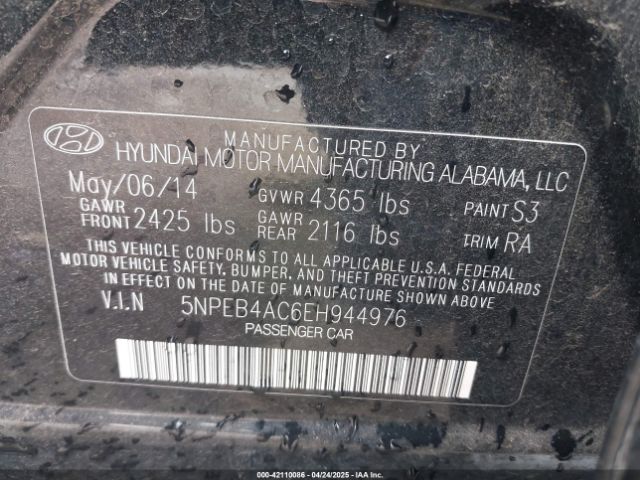 MANUFACTURED BY
HYUNDAI MOTOR MANUFACTURING ALABAMA, LLC
May/06/14 GVWR 4365 lbs PAINT S3
GAWR FRONT 2425 lbs GAWR REAR 2116 lbs TRIM RA
THIS VEHICLE CONFORMS TO ALL APPLICABLE U.S.A. FEDERAL
MOTOR VEHICLE SAFETY, BUMPER, AND THEFT PREVENTION STANDARDS
IN EFFECT ON THE DATE OF MANUFACTURE SHOWN ABOVE.
V.I.N 5NPEB4AC6EH944976
PASSENGER CAR
000-42110086 - 04/24/2025 - IAA Inc.